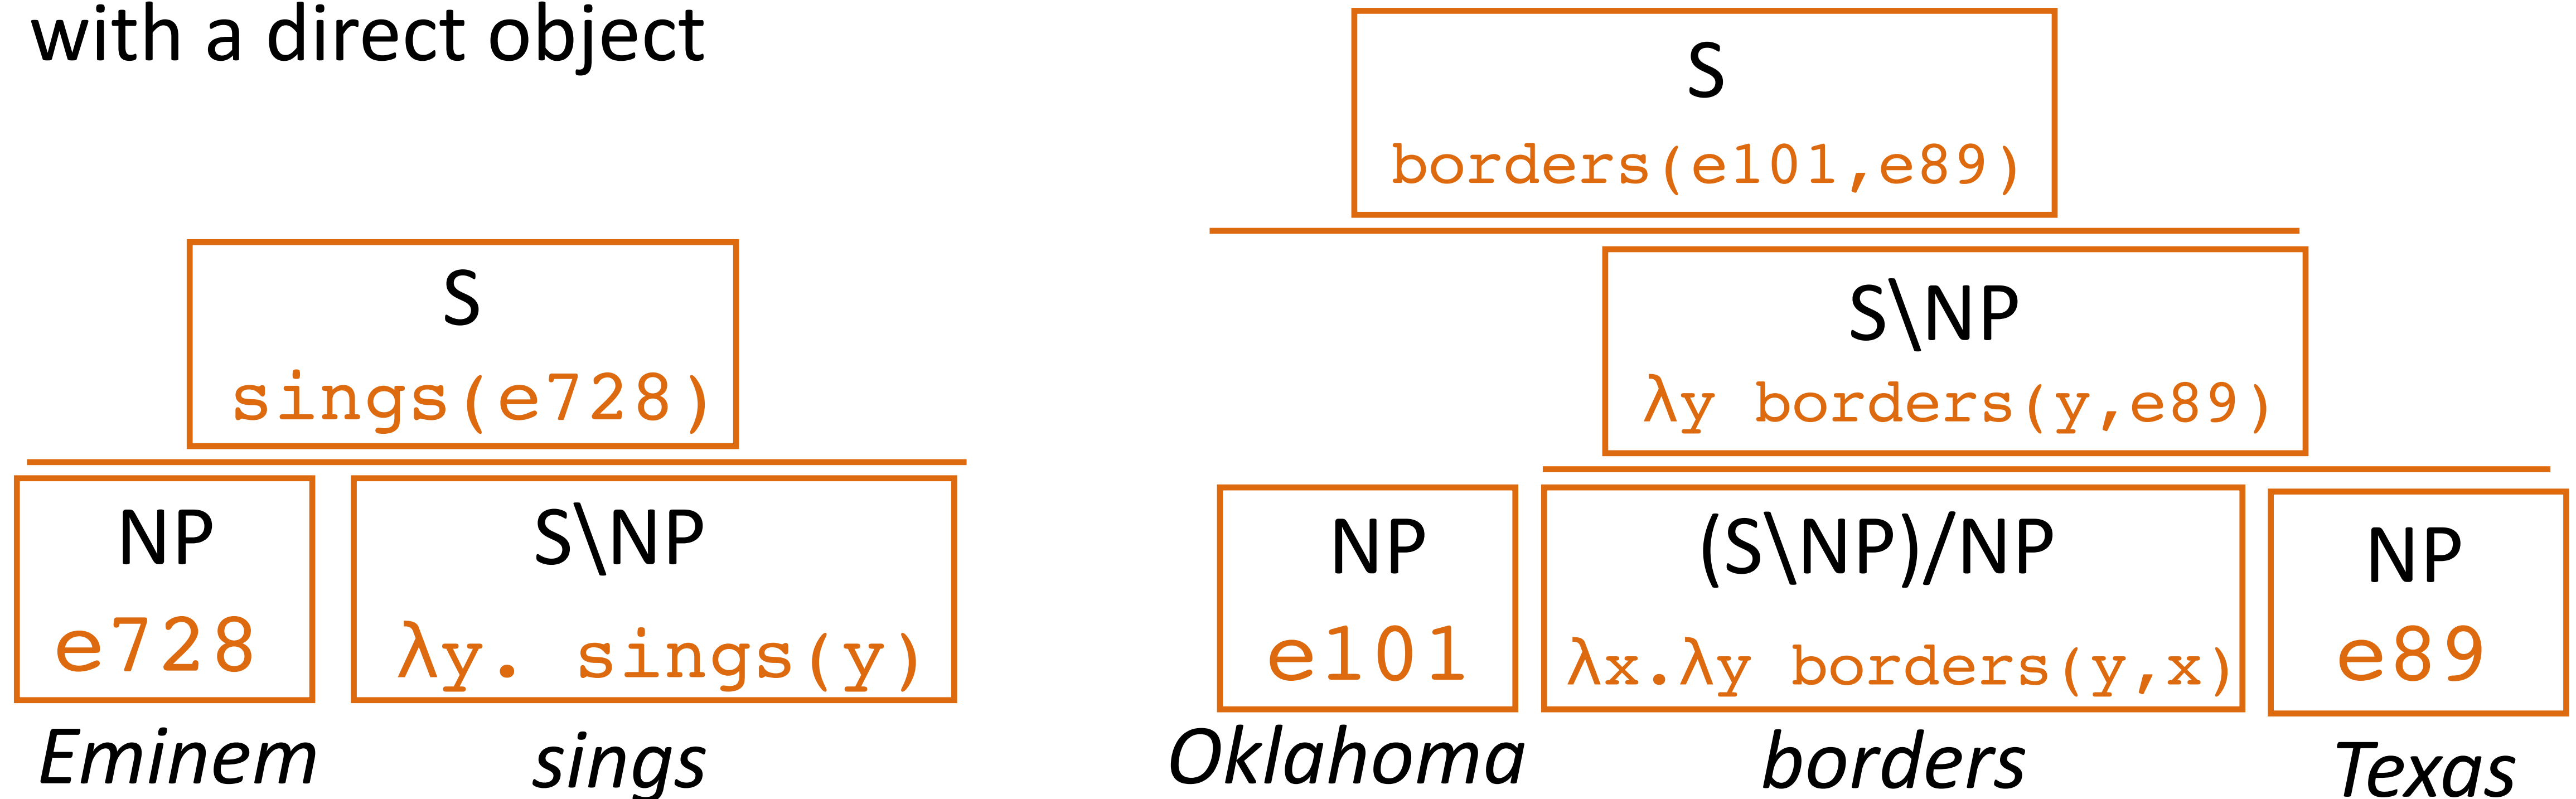 with a direct object
S
borders(e101,e89)
S
sings(e728)
S\NP
λy borders(y,e89)
NP
e728
S\NP
λy. sings(y)
NP
e101
(S\NP)/NP
λx.λy borders(y,x)
NP
e89
Eminem sings
Oklahoma borders Texas